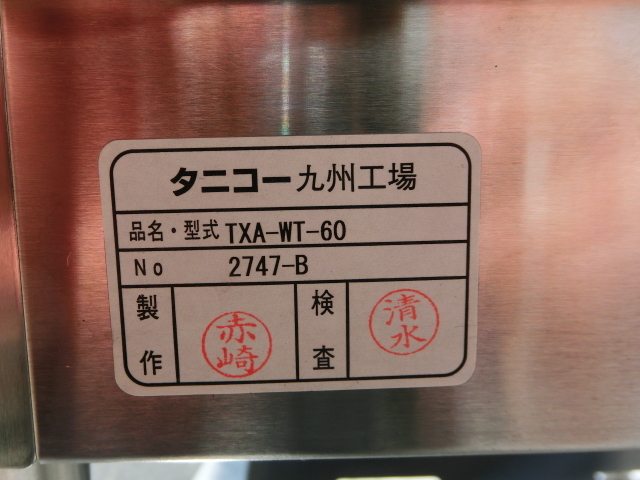 タニコー九州工場
品名・型式 TXA-WT-60
No 2747-B
製作 赤崎 検査 清水